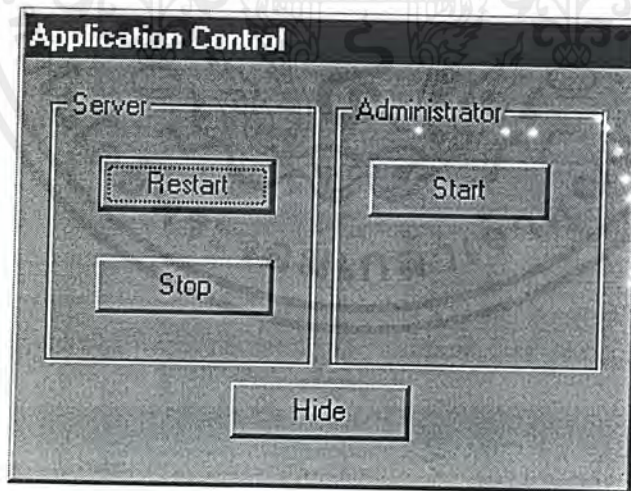 Application Control
Server
Administrator
Restart
Start
Stop
Hide